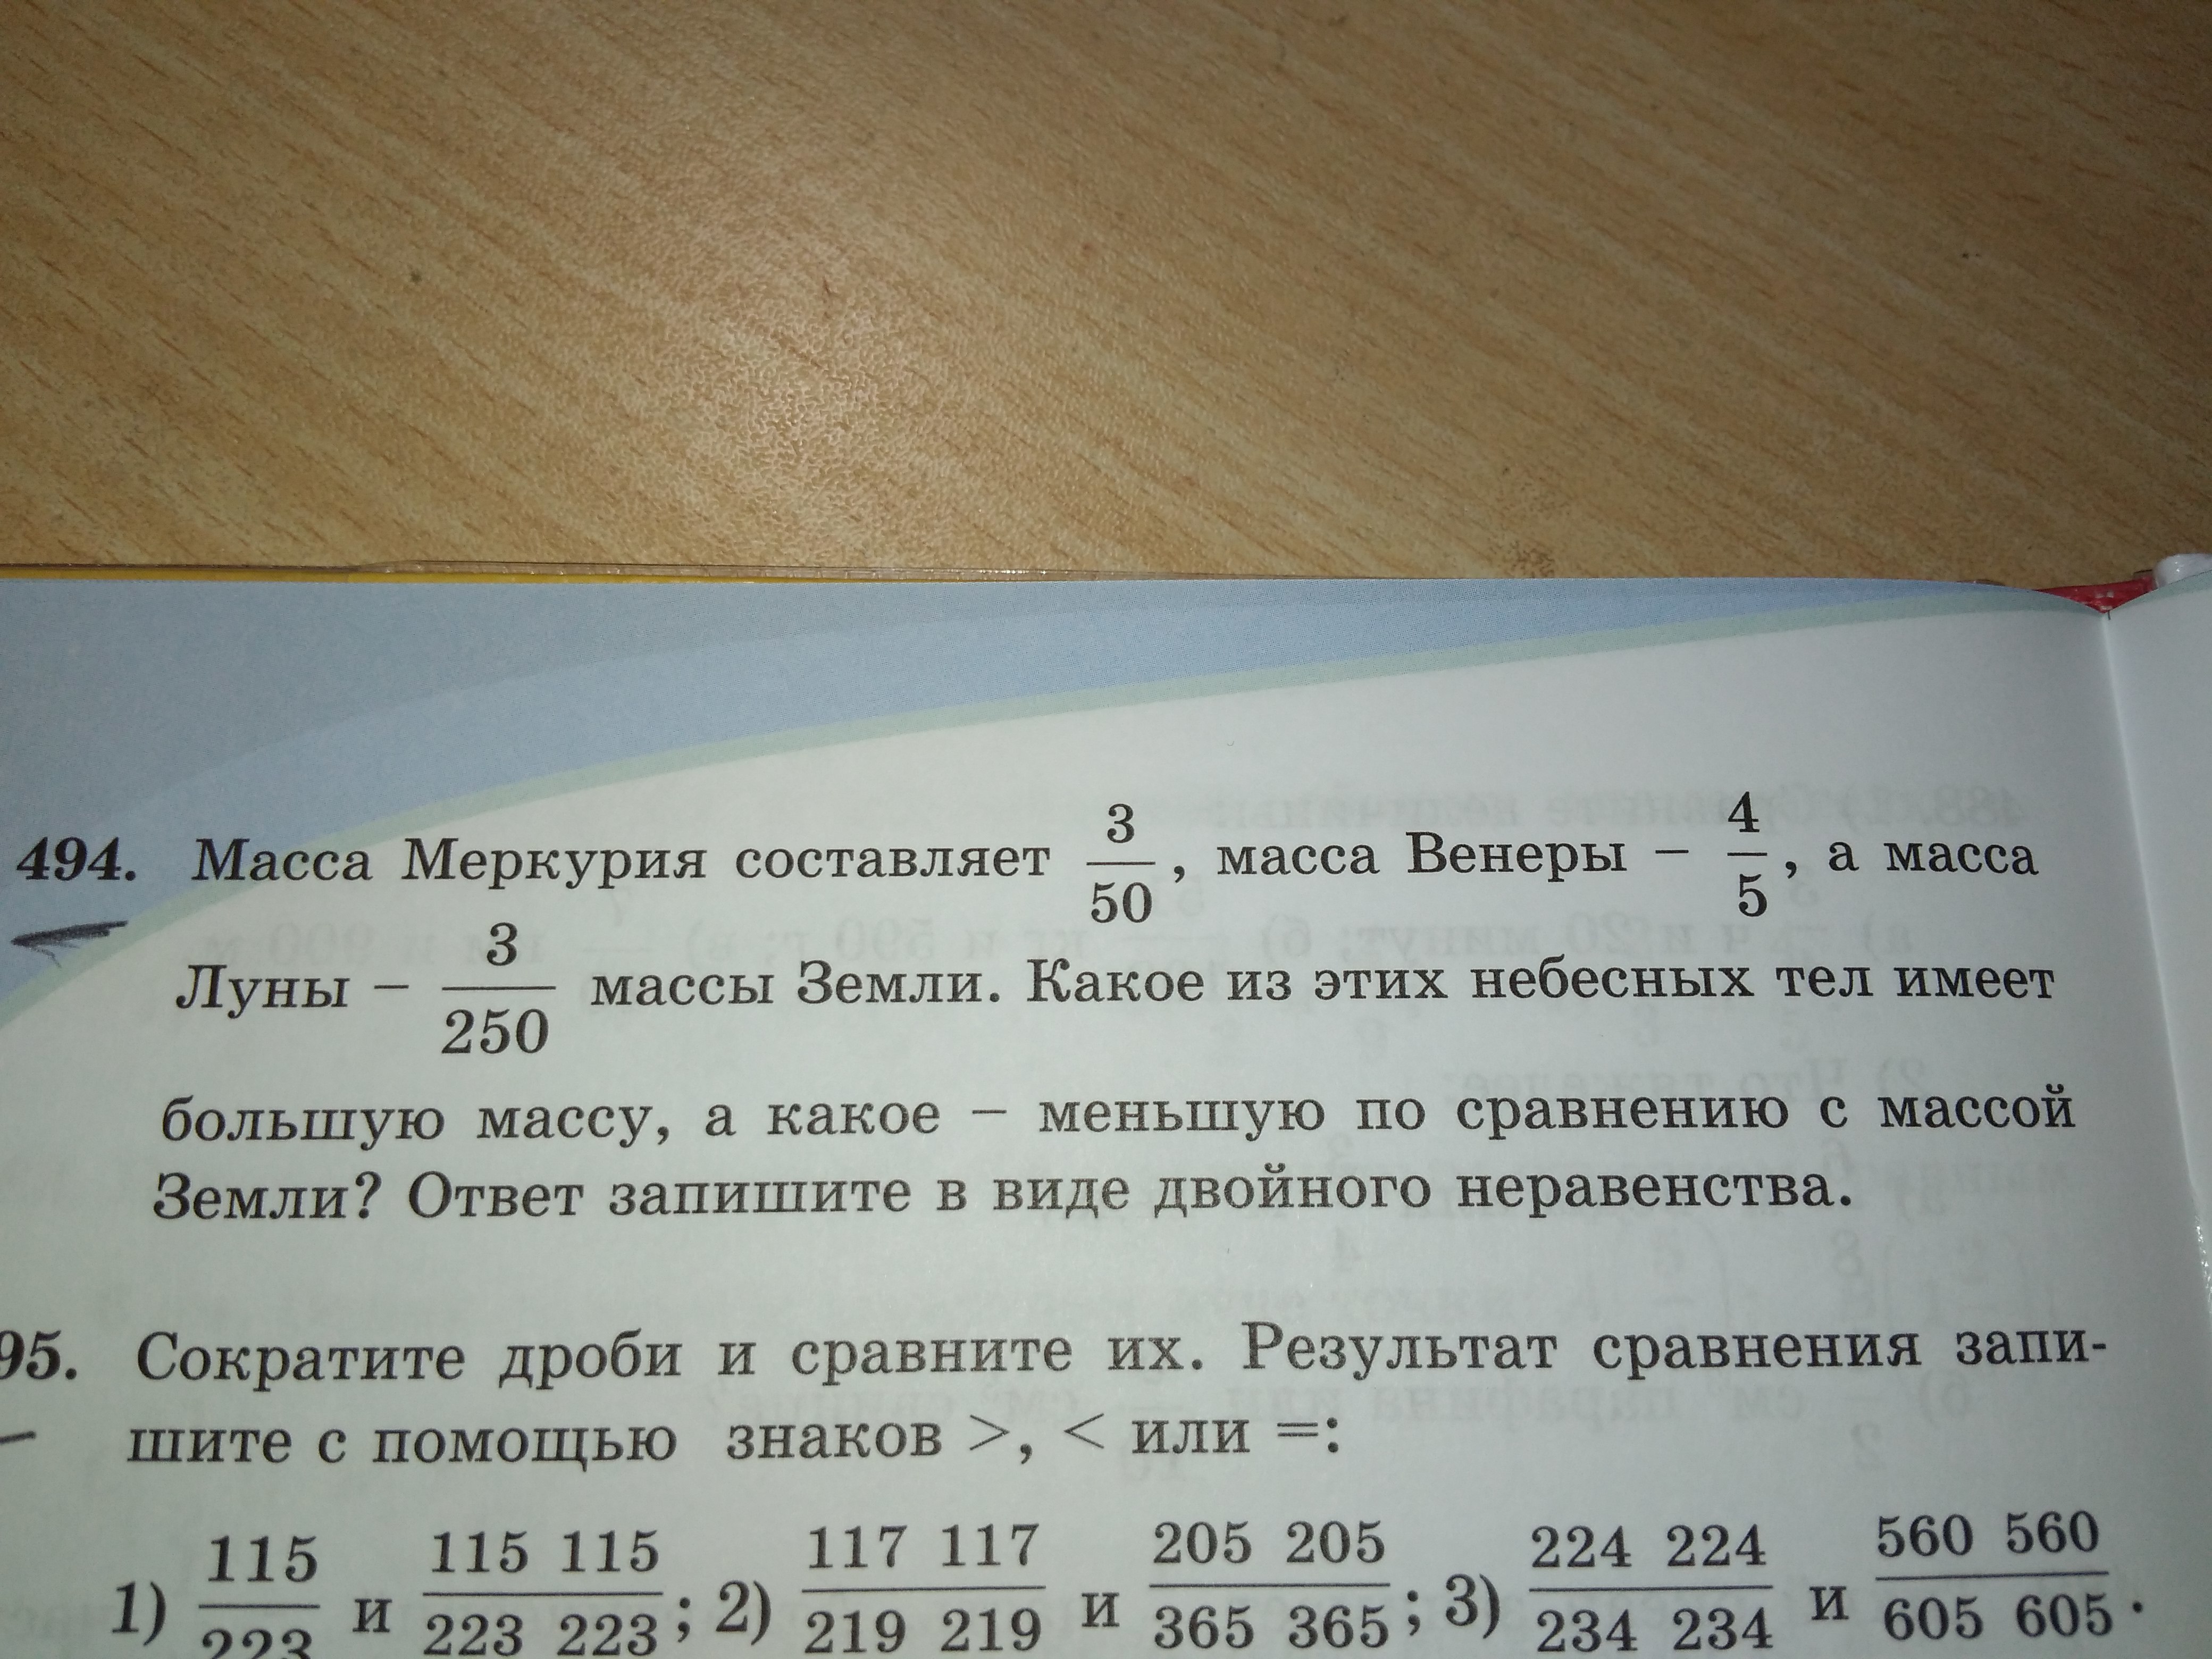 494. Масса Меркурия составляет 3/50, масса Венеры – 4/5, а масса
Луны – 3/250 массы Земли. Какое из этих небесных тел имеет
большую массу, а какое – меньшую по сравнению с массой
Земли? Ответ запишите в виде двойного неравенства.
95. Сократите дроби и сравните их. Результат сравнения запи-
шите с помощью знаков >, < или =:
1) 115/223 и 115 115/223 223; 2) 117 117/219 219 и 205 205/365 365; 3) 224 224/234 234 и 560 560/605 605.